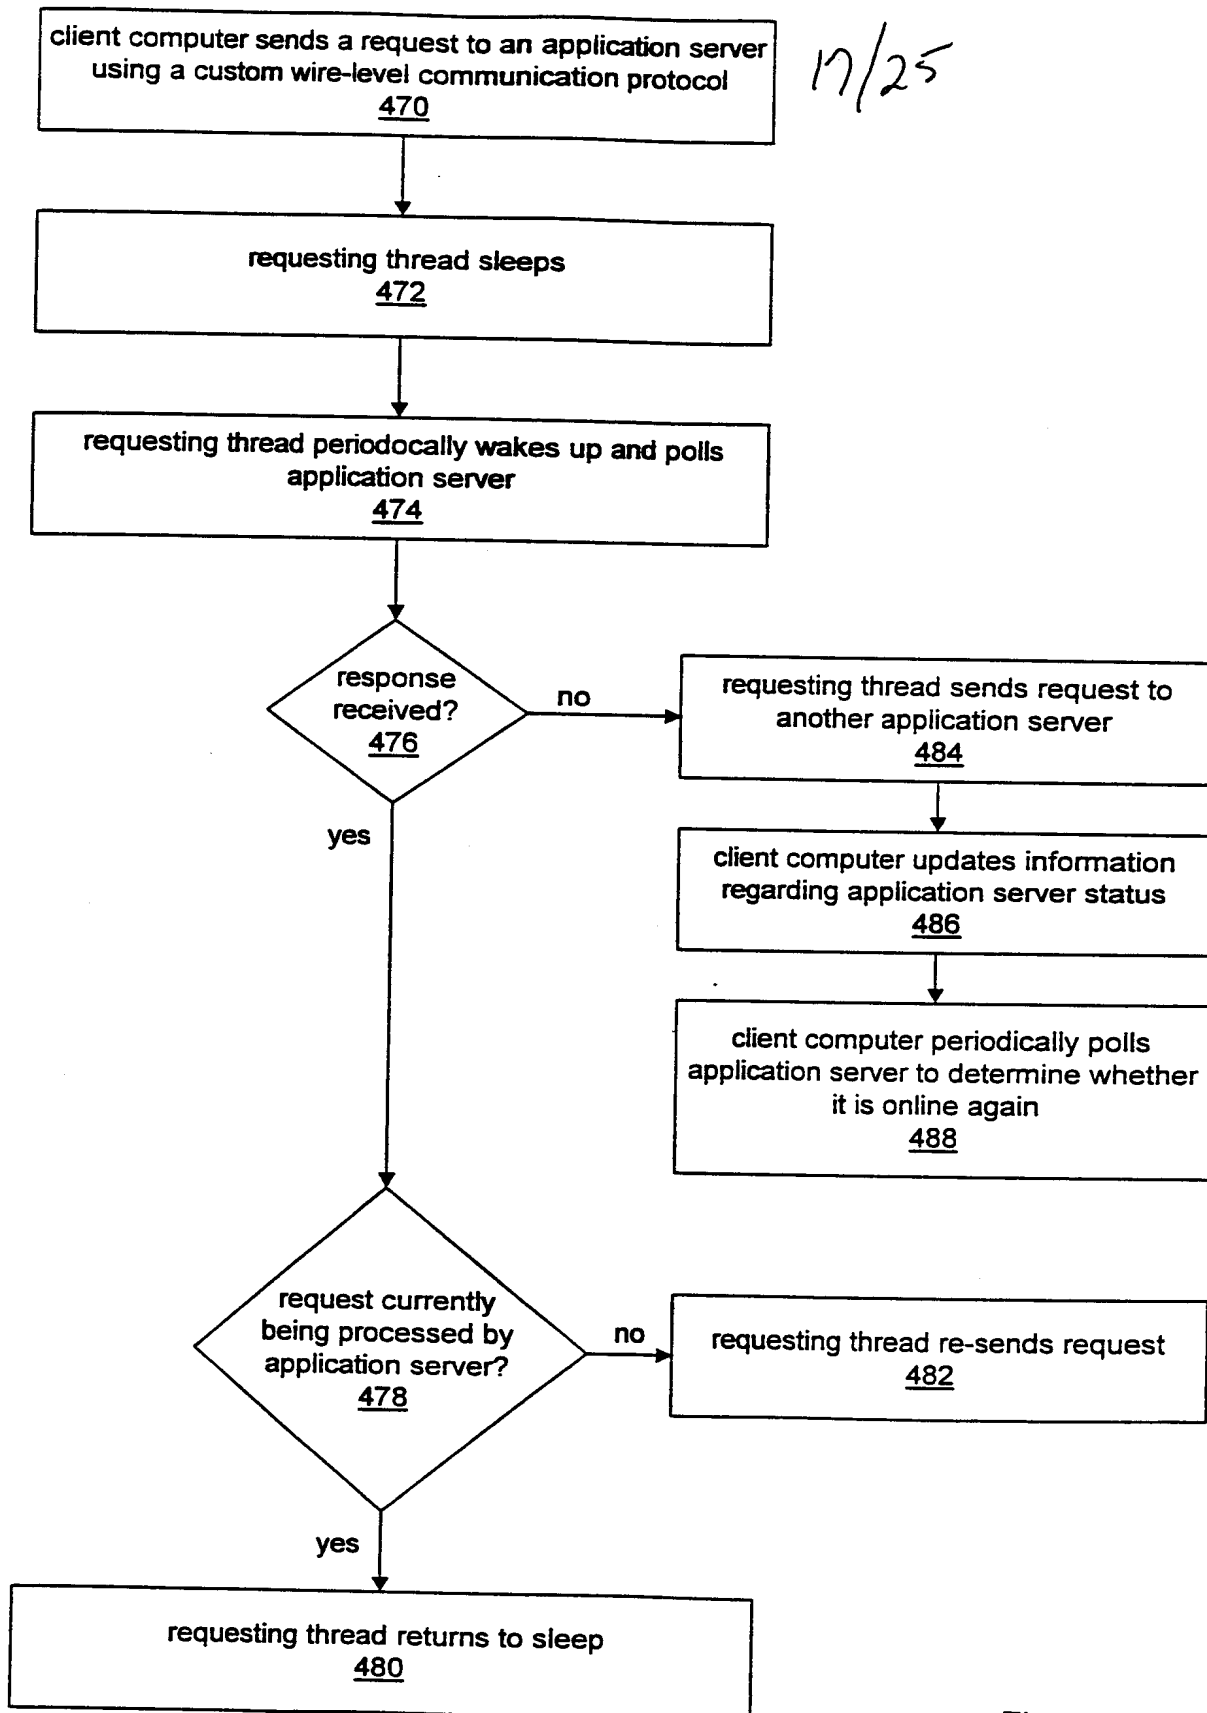 client computer sends a request to an application server
using a custom wire-level communication protocol
470
17/25
requesting thread sleeps
472
requesting thread periodocally wakes up and polls
application server
474
response
received?
476
no
requesting thread sends request to
another application server
484
yes
client computer updates information
regarding application server status
486
client computer periodically polls
application server to determine whether
it is online again
488
request currently
being processed by
application server?
478
no
requesting thread re-sends request
482
yes
requesting thread returns to sleep
480